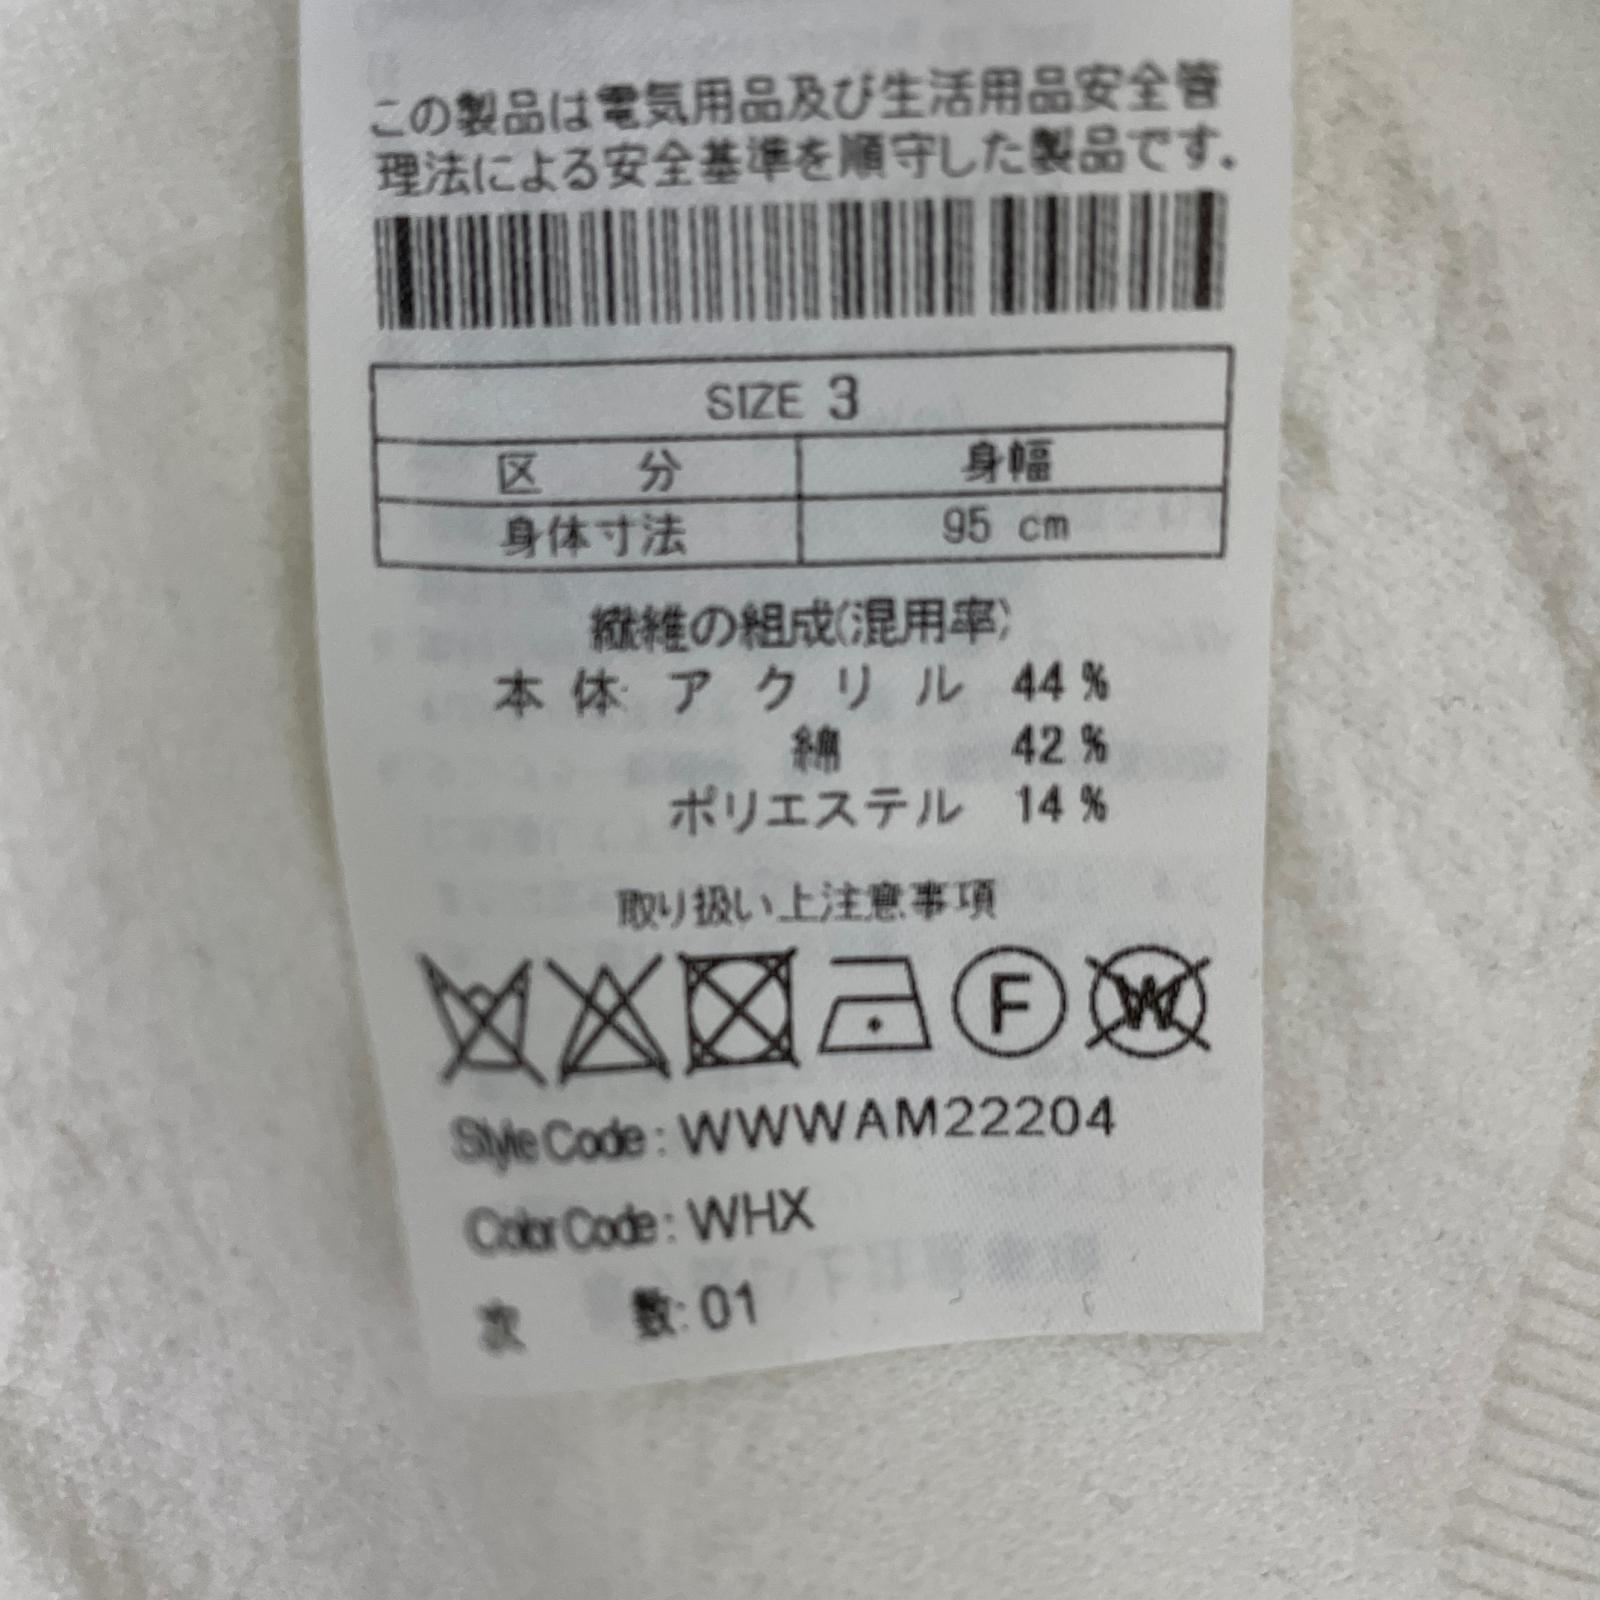 この製品は電気用品及び生活用品安全管
理法による安全基準を順守した製品です。
SIZE 3
区 分 身幅
身体寸法 95 cm
繊維の組成(混用率)
本体: アクリル 44 %
綿 42 %
ポリエステル 14 %
取り扱い上注意事項
F W
Style Code : WWWAM22204
Color Code : WHX
次 数: 01